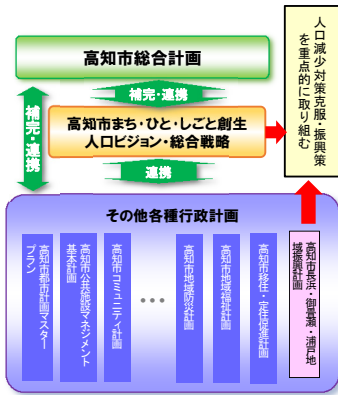 高知市総合計画
人口減少対策克服・振興策
を重点的に取り組む
補完・連携
補完・連携
高知市まち・ひと・しごと創生
人口ビジョン・総合戦略
連携
その他各種行政計画
高知市都市計画マスター
プラン
高知市公共施設マネジメント
基本計画
高知市コミュニティ計画
・・・
高知市地域防災計画
高知市地域福祉計画
高知市移住・定住促進計画
高知市長浜・御畳瀬・浦戸地
域振興計画